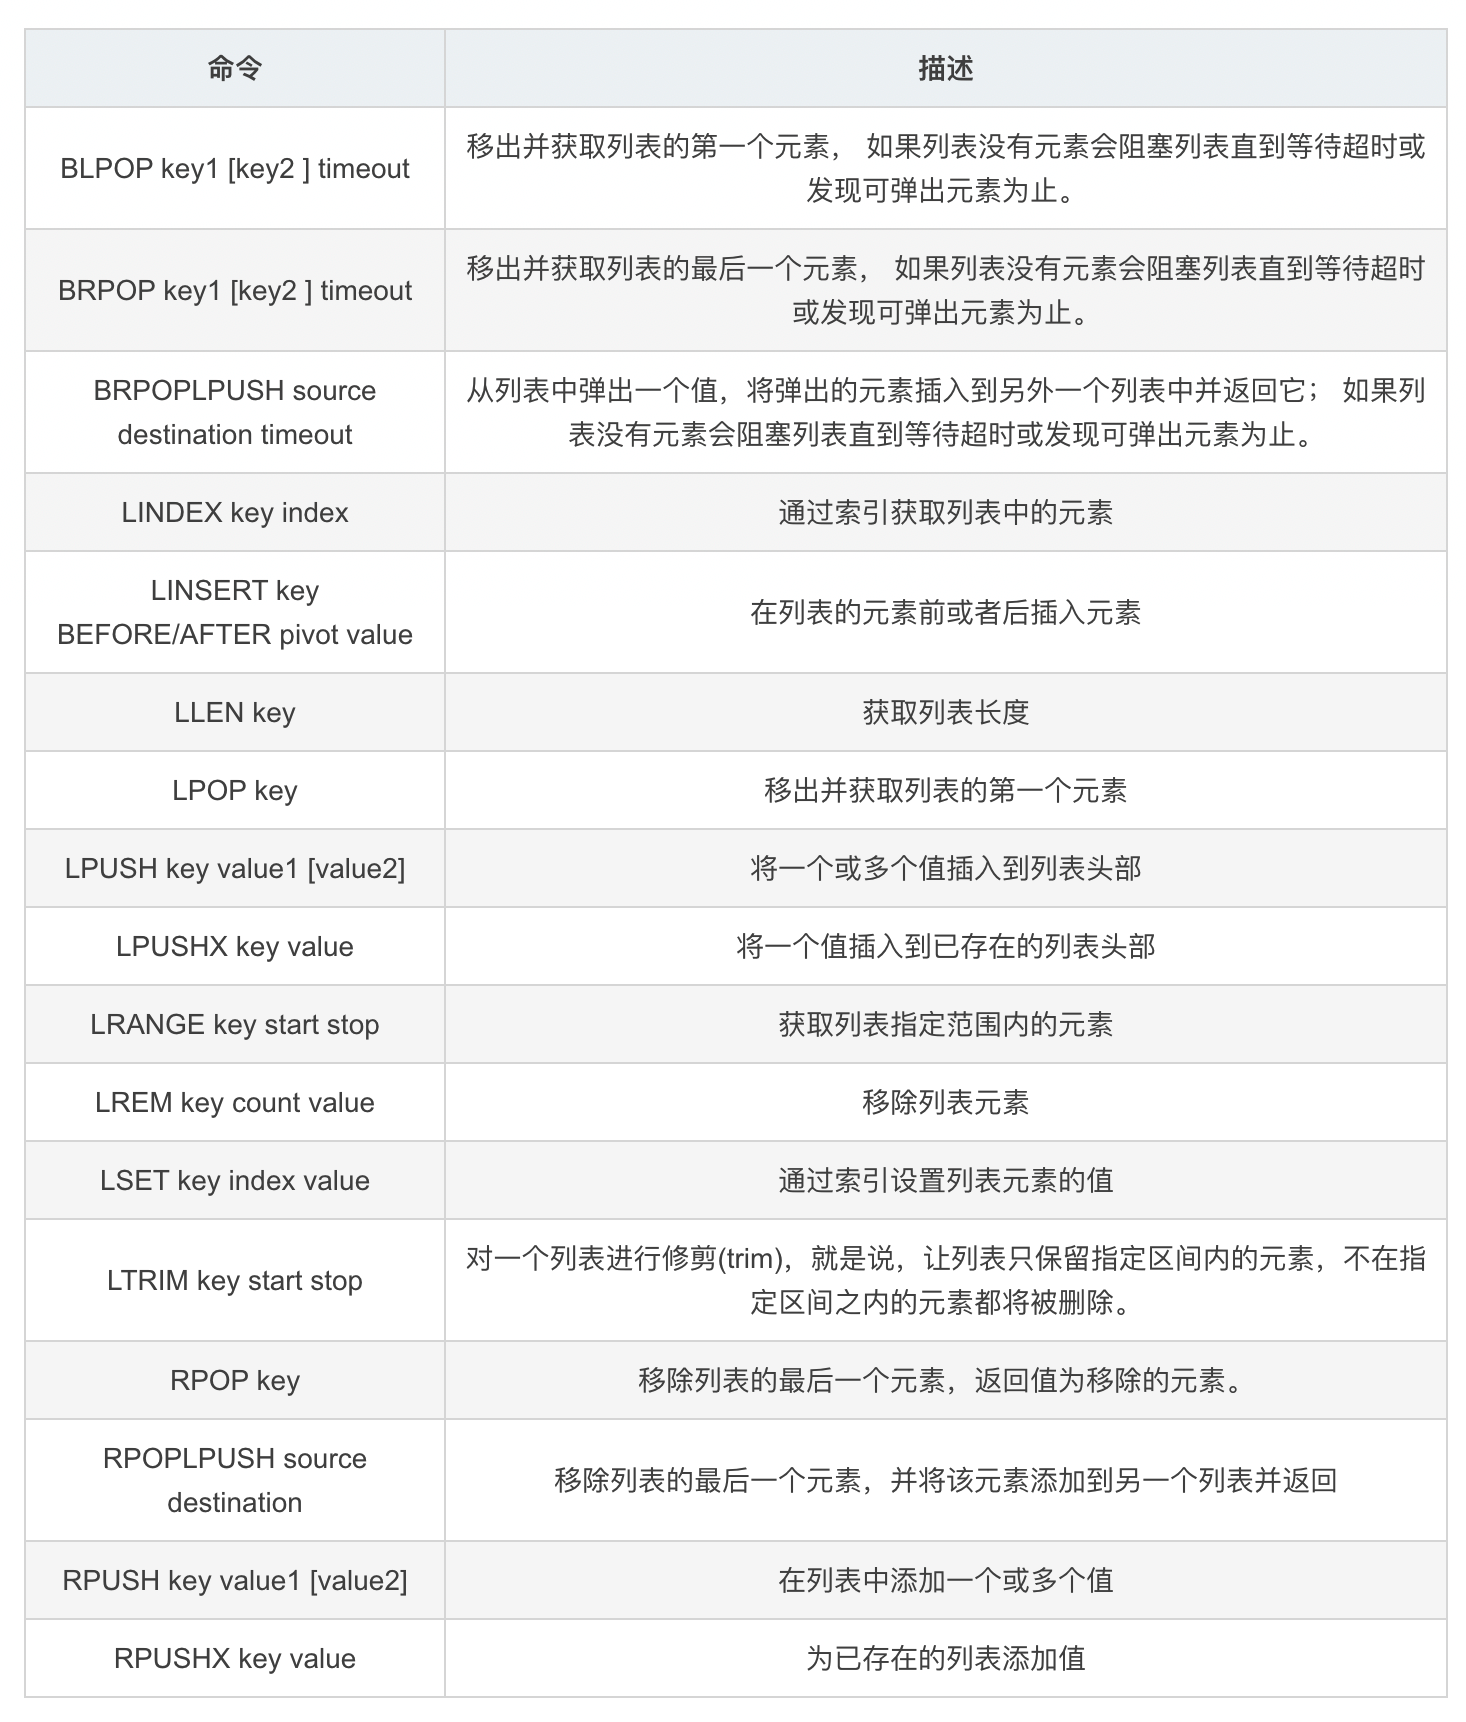 命令
描述
BLPOP key1 [key2 ] timeout
移出并获取列表的第一个元素， 如果列表没有元素会阻塞列表直到等待超时或
发现可弹出元素为止。
BRPOP key1 [key2 ] timeout
移出并获取列表的最后一个元素， 如果列表没有元素会阻塞列表直到等待超时
或发现可弹出元素为止。
BRPOPLPUSH source
destination timeout
从列表中弹出一个值，将弹出的元素插入到另外一个列表中并返回它； 如果列
表没有元素会阻塞列表直到等待超时或发现可弹出元素为止。
LINDEX key index
通过索引获取列表中的元素
LINSERT key
BEFORE/AFTER pivot value
在列表的元素前或者后插入元素
LLEN key
获取列表长度
LPOP key
移出并获取列表的第一个元素
LPUSH key value1 [value2]
将一个或多个值插入到列表头部
LPUSHX key value
将一个值插入到已存在的列表头部
LRANGE key start stop
获取列表指定范围内的元素
LREM key count value
移除列表元素
LSET key index value
通过索引设置列表元素的值
LTRIM key start stop
对一个列表进行修剪(trim)，就是说，让列表只保留指定区间内的元素，不在指
定区间之内的元素都将被删除。
RPOP key
移除列表的最后一个元素，返回值为移除的元素。
RPOPLPUSH source
destination
移除列表的最后一个元素，并将该元素添加到另一个列表并返回
RPUSH key value1 [value2]
在列表中添加一个或多个值
RPUSHX key value
为已存在的列表添加值